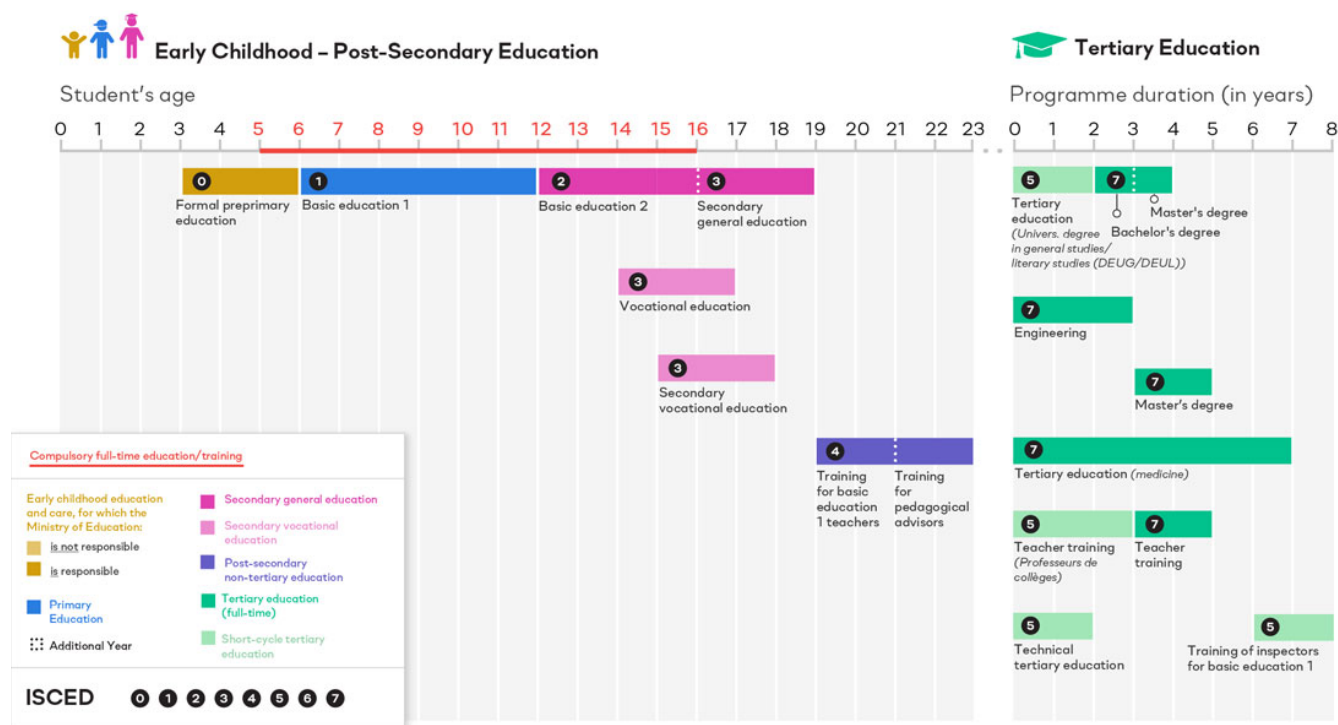 Early Childhood – Post-Secondary Education
Tertiary Education
Student's age
Programme duration (in years)
0 1 2 3 4 5 6 7 8 9 10 11 12 13 14 15 16 17 18 19 20 21 22 23
0 1 2 3 4 5 6 7 8
0
Formal preprimary
education
1
Basic education 1
2
Basic education 2
3
Secondary
general education
5
Tertiary
education
(Univers. degree
in general studies/
literary studies (DEUG/DEUL))
7
Master's degree
Bachelor's degree
3
Vocational education
7
Engineering
3
Secondary
vocational education
7
Master's degree
4
Training
for basic
education
1 teachers
Training
for
pedagogical
advisors
7
Tertiary education (medicine)
5
Teacher training
(Professeurs de
collèges)
7
Teacher
training
5
Technical
tertiary education
5
Training of inspectors
for basic education 1
Compulsory full-time education/training
Early childhood education
and care, for which the
Ministry of Education:
is not responsible
is responsible
Primary
Education
Additional Year
Secondary general education
Secondary vocational
education
Post-secondary
non-tertiary education
Tertiary education
(full-time)
Short-cycle tertiary
education
ISCED 0 1 2 3 4 5 6 7